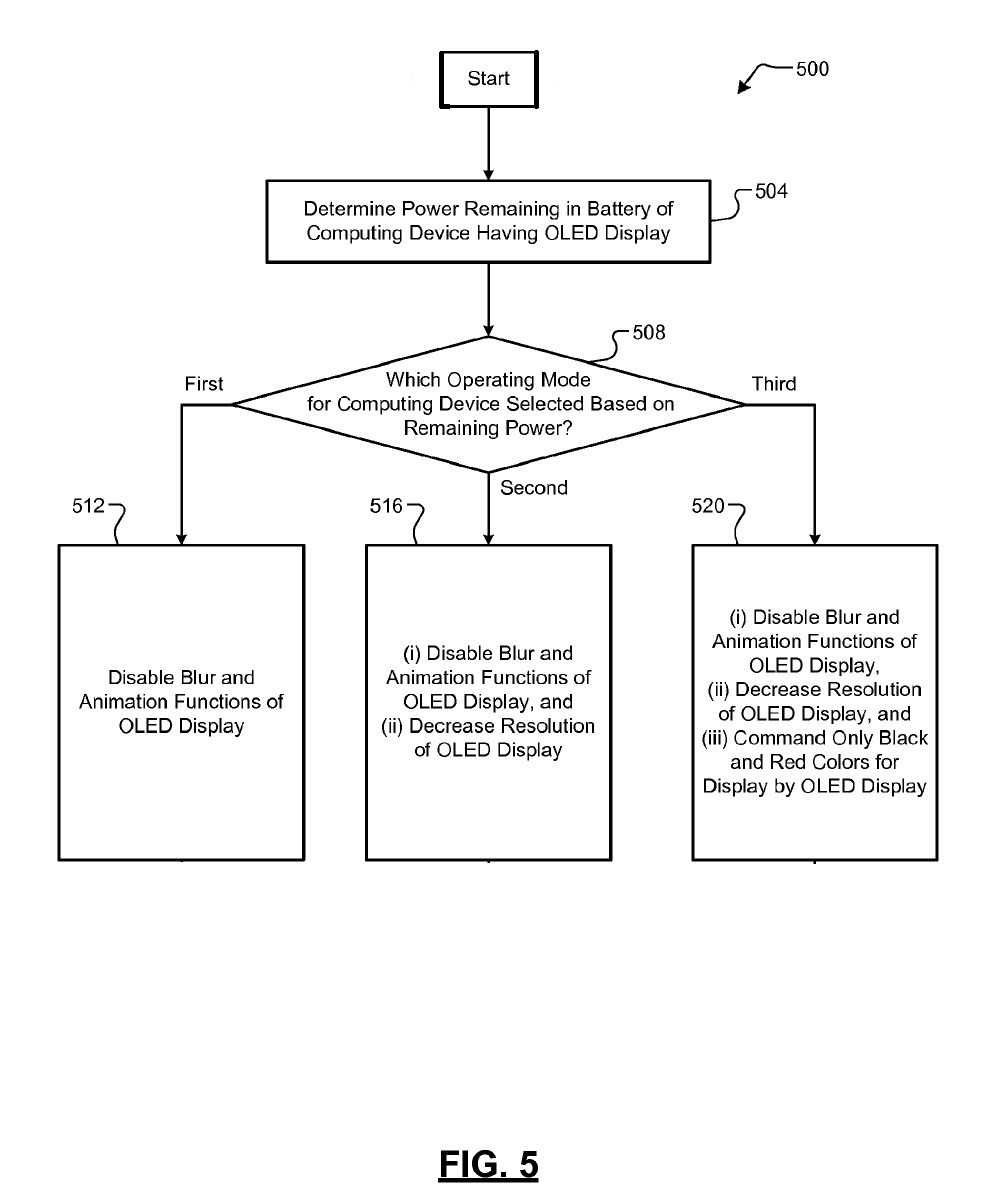 Start
500
Determine Power Remaining in Battery of
Computing Device Having OLED Display
504
508
Which Operating Mode
for Computing Device Selected Based on
Remaining Power?
First
Third
Second
512
Disable Blur and
Animation Functions of
OLED Display
516
(i) Disable Blur and
Animation Functions of
OLED Display, and
(ii) Decrease Resolution
of OLED Display
520
(i) Disable Blur and
Animation Functions of
OLED Display,
(ii) Decrease Resolution
of OLED Display, and
(iii) Command Only Black
and Red Colors for
Display by OLED Display
FIG. 5